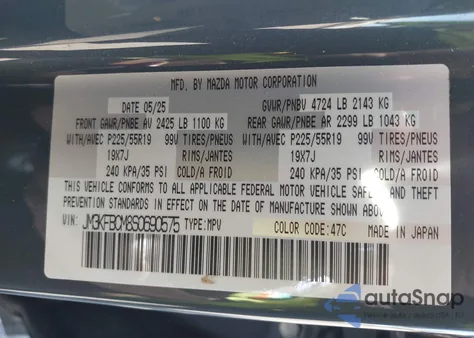 MFD. BY MAZDA MOTOR CORPORATION
DATE 05/25 GVWR/PNBV 4724 LB 2143 KG
FRONT GAWR/PNBE AV 2425 LB 1100 KG REAR GAWR/PNBE AR 2299 LB 1043 KG
WITH/AVEC P225/55R19 99V TIRES/PNEUS WITH/AVEC P225/55R19 99V TIRES/PNEUS
19X7J RIMS/JANTES 19X7J RIMS/JANTES
240 KPA/35 PSI COLD/A FROID 240 KPA/35 PSI COLD/A FROID
THIS VEHICLE CONFORMS TO ALL APPLICABLE FEDERAL MOTOR VEHICLE SAFETY AND
STANDARDS IN EFFECT ON THE DATE OF MANUFACTURE SHOWN ABOVE.
VIN: JM3KFBCM8S0690575 TYPE: MPV COLOR CODE: 47C MADE IN JAPAN
autoSnap